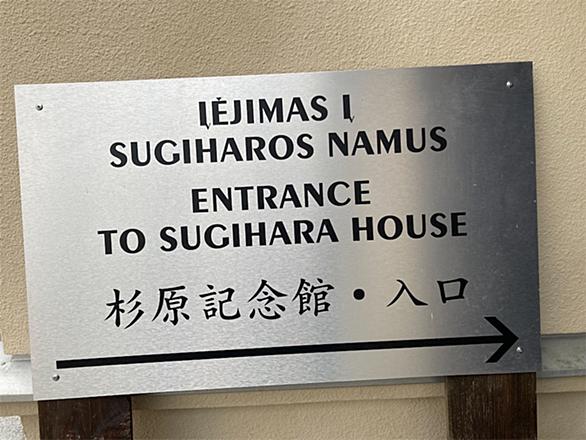 ĮĖJIMAS Į
SUGIHAROS NAMUS
ENTRANCE
TO SUGIHARA HOUSE
杉原記念館・入口